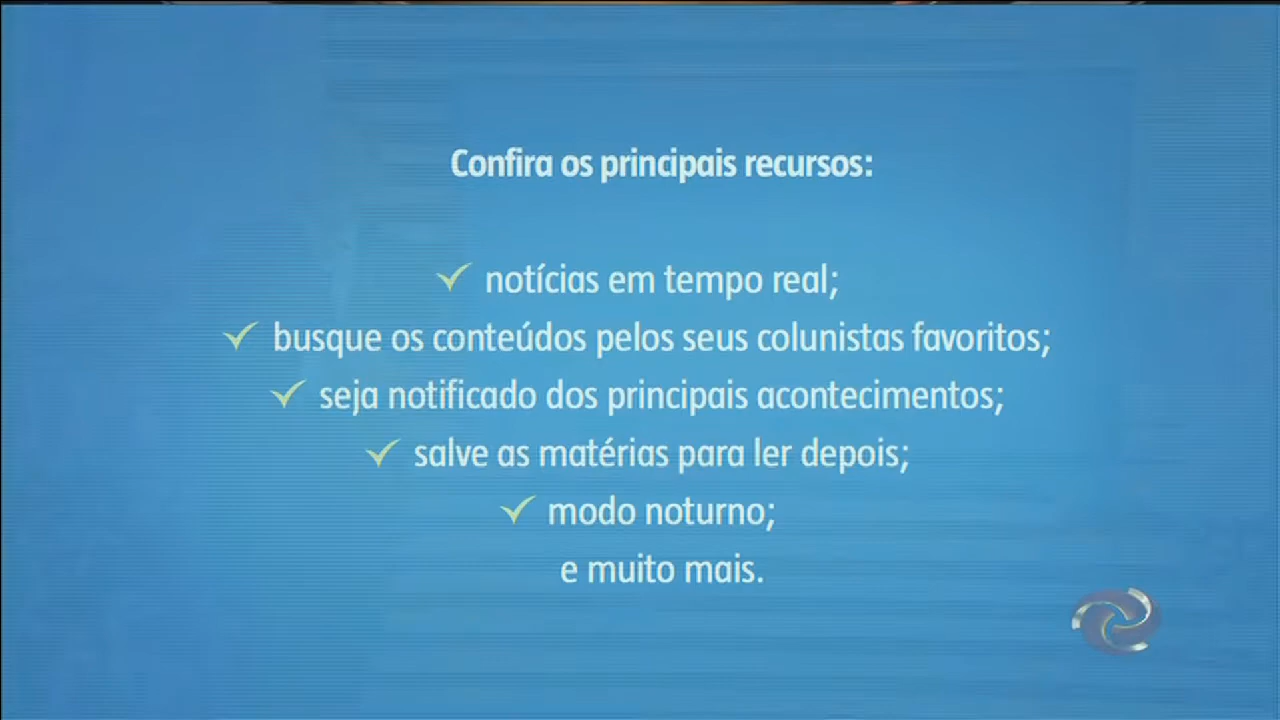 Confira os principais recursos:
✓ notícias em tempo real;
✓ busque os conteúdos pelos seus colunistas favoritos;
✓ seja notificado dos principais acontecimentos;
✓ salve as matérias para ler depois;
✓ modo noturno;
e muito mais.